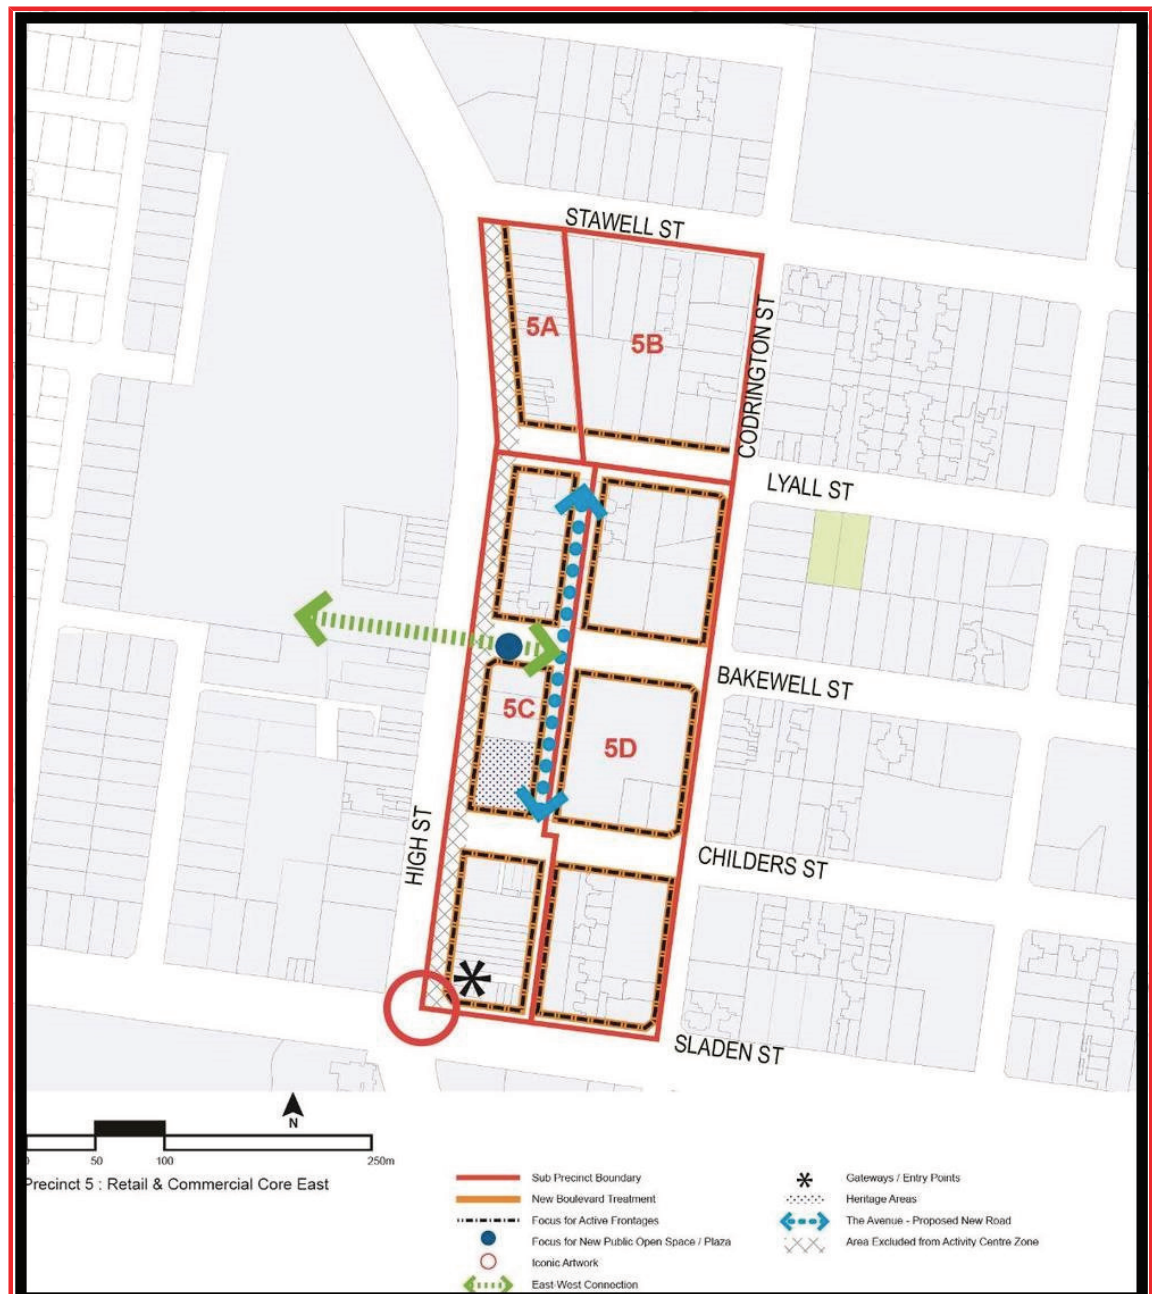 STAWELL ST
5A
5B
CODRINGTON ST
LYALL ST
BAKEWELL ST
5C
5D
HIGH ST
CHILDERS ST
SLADEN ST
N
50 100 250m
Precinct 5 : Retail & Commercial Core East
Sub Precinct Boundary
New Boulevard Treatment
Focus for Active Frontages
Focus for New Public Open Space / Plaza
Iconic Artwork
East-West Connection
Gateways / Entry Points
Heritage Areas
The Avenue - Proposed New Road
Area Excluded from Activity Centre Zone